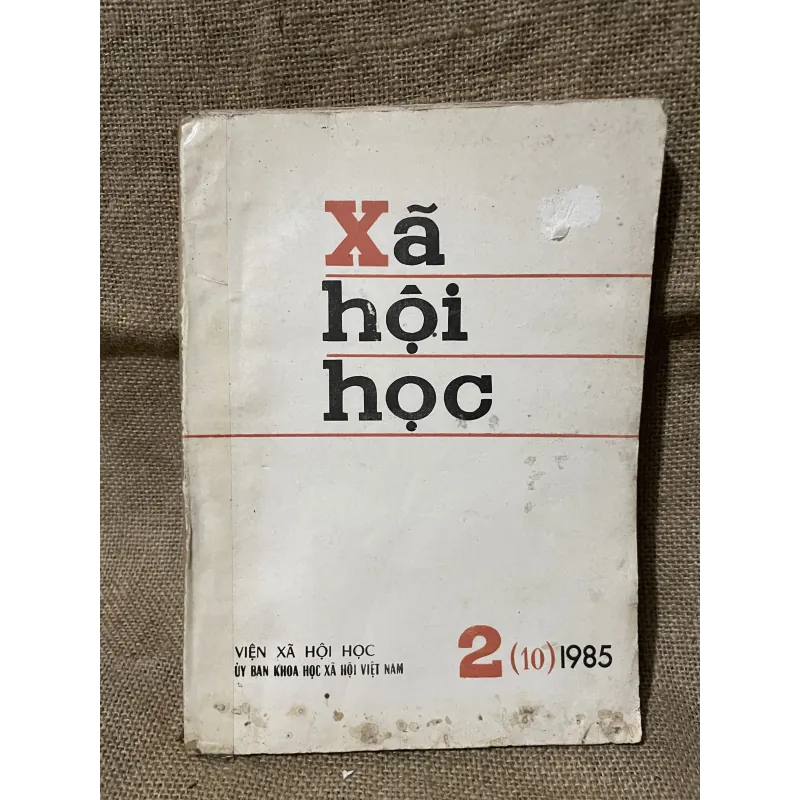 Xã
hội
học
VIỆN XÃ HỘI HỌC
ỦY BAN KHOA HỌC XÃ HỘI VIỆT NAM
2 (10) 1985